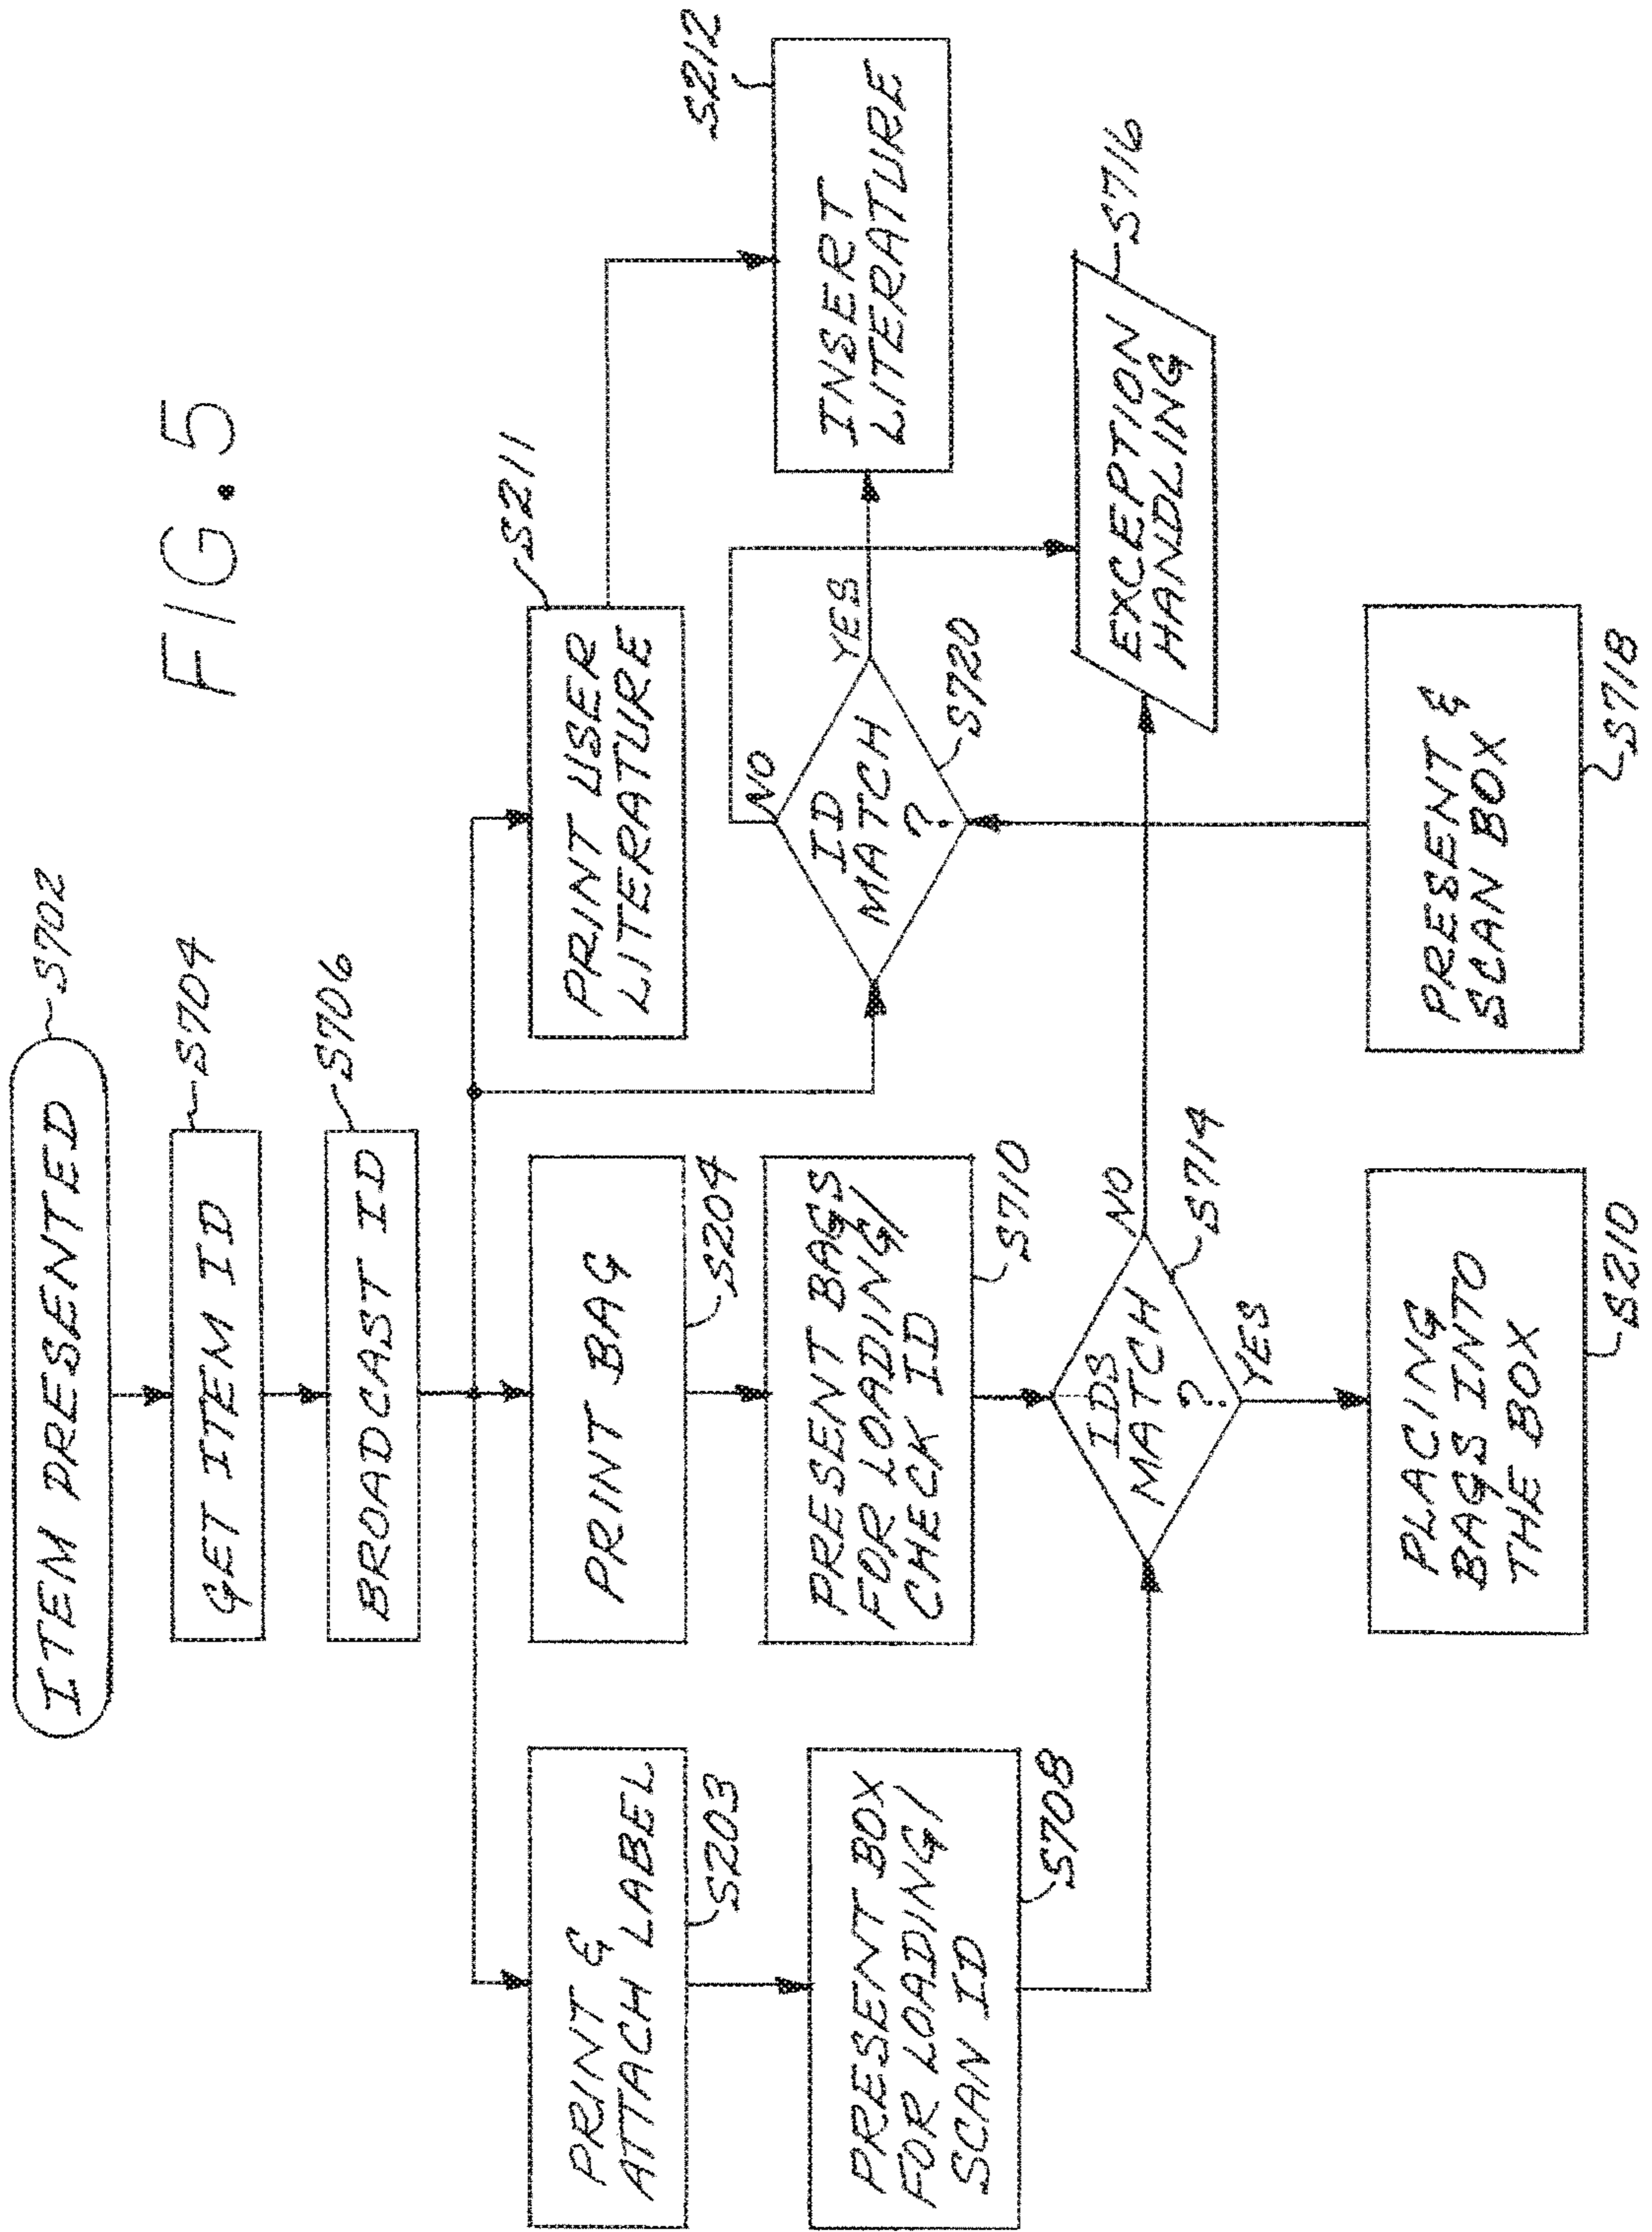 FIG. 5
ITEM PRESENTED
S702
GET ITEM ID
S704
BROADCAST ID
S706
PRINT &
ATTACH LABEL
S203
PRINT BAG
S204
PRINT USER
LITERATURE
S211
PRESENT BOX
FOR LOADING/
SCAN ID
S708
PRESENT BAGS
FOR LOADING/
CHECK ID
S710
ID
MATCH
?
NO
YES
S720
INSERT
LITERATURE
S212
IDS
MATCH
?
NO
YES
S714
EXCEPTION
HANDLING
S716
PLACING
BAGS INTO
THE BOX
S210
PRESENT &
SCAN BOX
S718